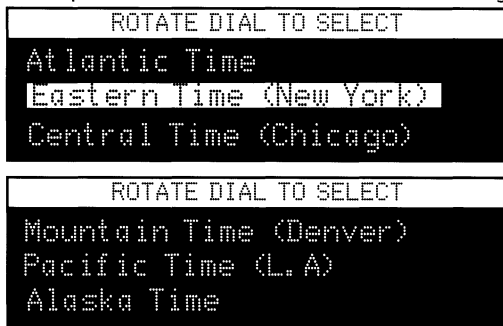 ROTATE DIAL TO SELECT
Atlantic Time
Eastern Time (New York)
Central Time (Chicago)
ROTATE DIAL TO SELECT
Mountain Time (Denver)
Pacific Time (L.A)
Alaska Time